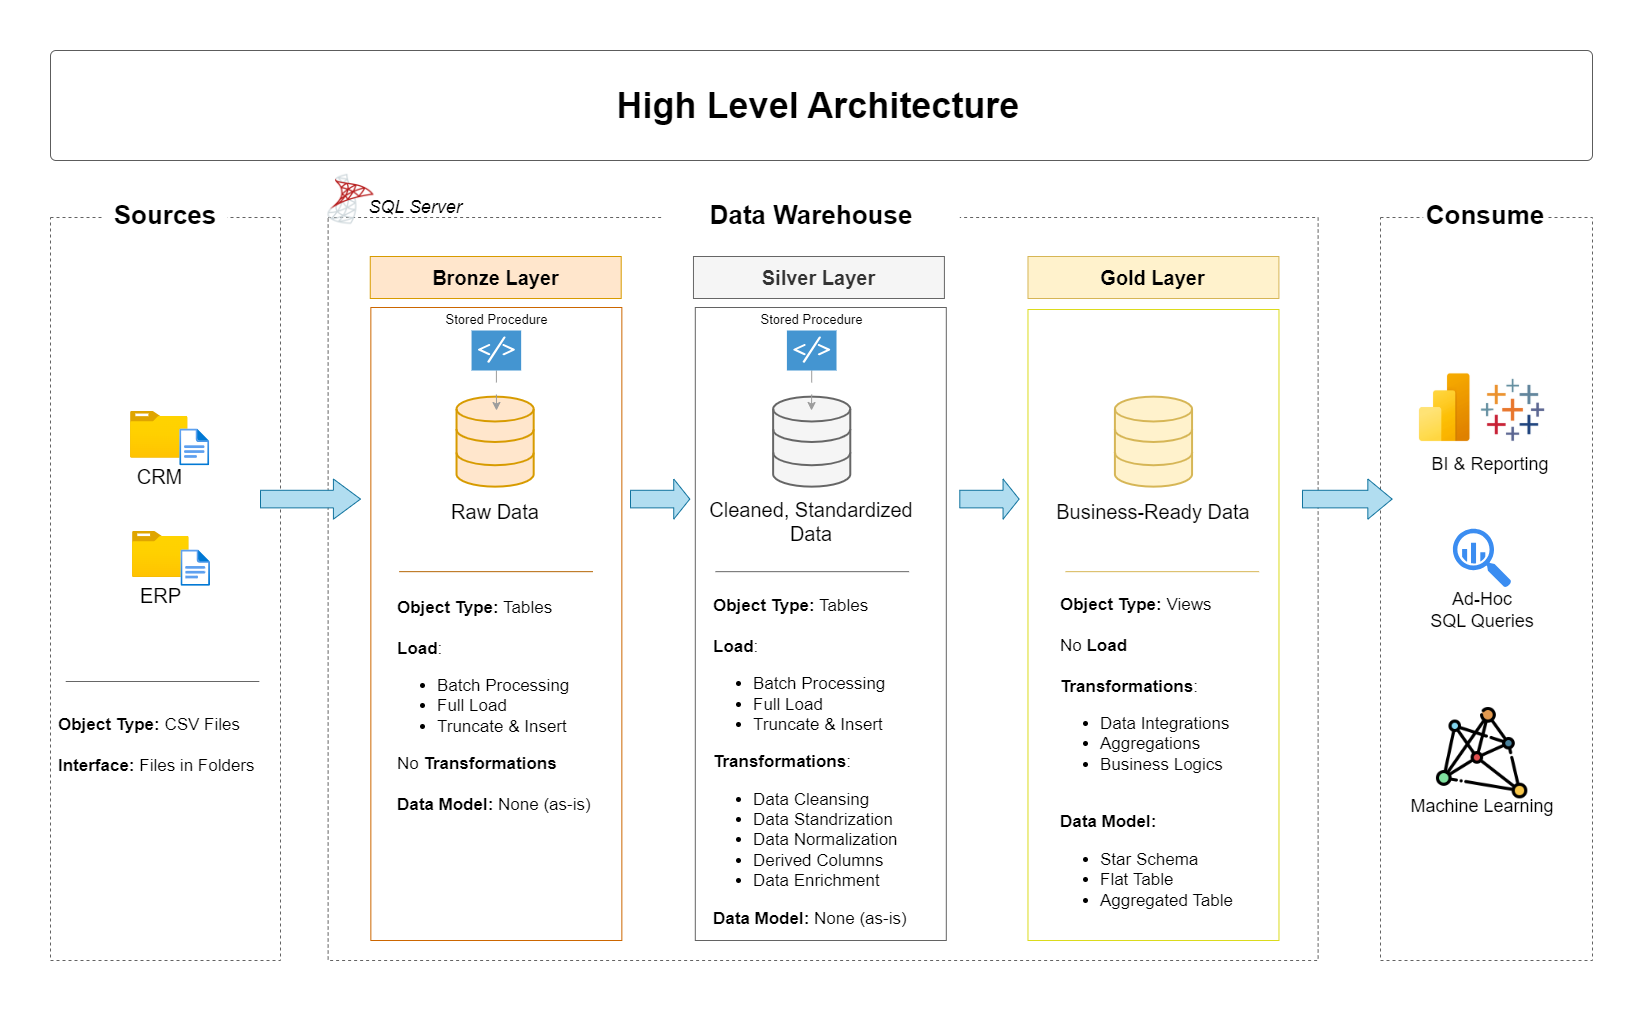 High Level Architecture
Sources
CRM
ERP
Object Type: CSV Files
Interface: Files in Folders
SQL Server
Data Warehouse
Bronze Layer
Stored Procedure
</>
Raw Data
Object Type: Tables
Load:
Batch Processing
Full Load
Truncate & Insert
No Transformations
Data Model: None (as-is)
Silver Layer
Stored Procedure
</>
Cleaned, Standardized
Data
Object Type: Tables
Load:
Batch Processing
Full Load
Truncate & Insert
Transformations:
Data Cleansing
Data Standrization
Data Normalization
Derived Columns
Data Enrichment
Data Model: None (as-is)
Gold Layer
Business-Ready Data
Object Type: Views
No Load
Transformations:
Data Integrations
Aggregations
Business Logics
Data Model:
Star Schema
Flat Table
Aggregated Table
Consume
BI & Reporting
Ad-Hoc
SQL Queries
Machine Learning